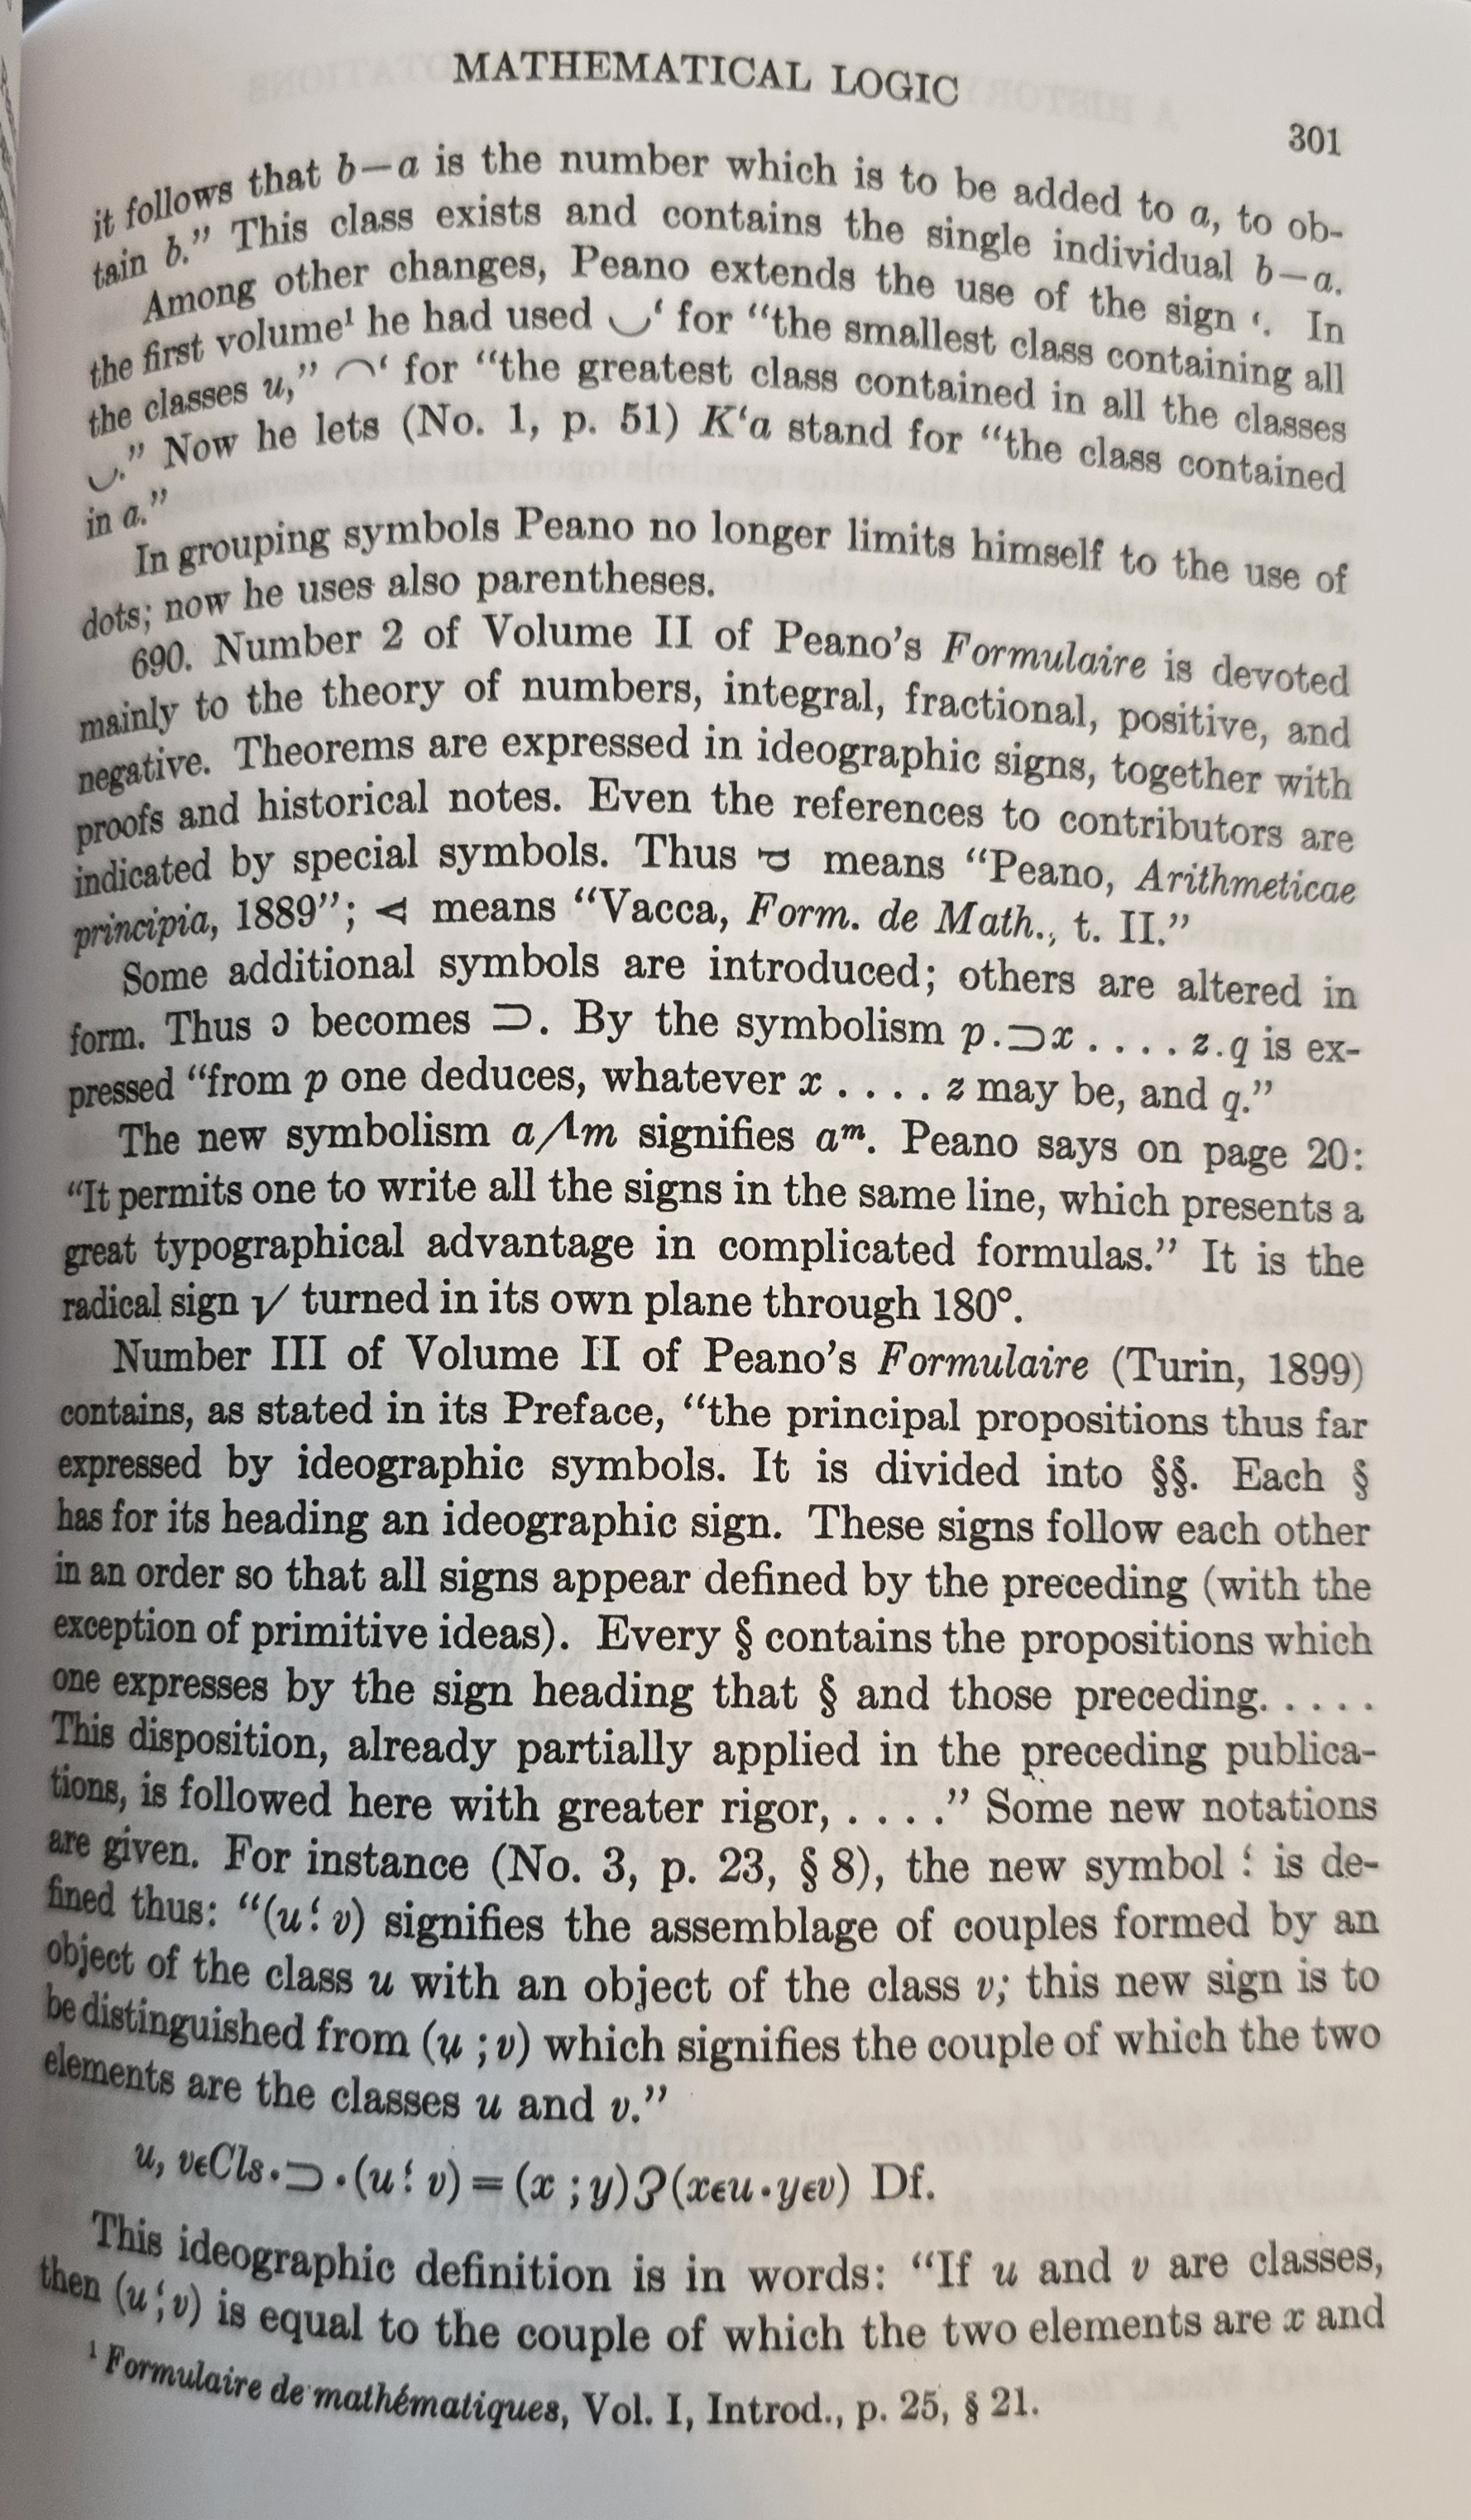 MATHEMATICAL LOGIC
301
it follows that b−a is the number which is to be added to a, to ob-
tain b.” This class exists and contains the single individual b−a.
Among other changes, Peano extends the use of the sign ‘. In
the first volume¹ he had used ◡‘ for “the smallest class containing all
the classes u,” ◠‘ for “the greatest class contained in all the classes
◡.” Now he lets (No. 1, p. 51) K‘a stand for “the class contained
in a.”
In grouping symbols Peano no longer limits himself to the use of
dots; now he uses also parentheses.
690. Number 2 of Volume II of Peano’s Formulaire is devoted
mainly to the theory of numbers, integral, fractional, positive, and
negative. Theorems are expressed in ideographic signs, together with
proofs and historical notes. Even the references to contributors are
indicated by special symbols. Thus means “Peano, Arithmeticae
principia, 1889”; ⋖ means “Vacca, Form. de Math., t. II.”
Some additional symbols are introduced; others are altered in
form. Thus ɔ becomes ⊃. By the symbolism p.⊃x . . . . z.q is ex-
pressed “from p one deduces, whatever x . . . . z may be, and q.”
The new symbolism a/\m signifies aᵐ. Peano says on page 20:
“It permits one to write all the signs in the same line, which presents a
great typographical advantage in complicated formulas.” It is the
radical sign √ turned in its own plane through 180°.
Number III of Volume II of Peano’s Formulaire (Turin, 1899)
contains, as stated in its Preface, “the principal propositions thus far
expressed by ideographic symbols. It is divided into §§. Each §
has for its heading an ideographic sign. These signs follow each other
in an order so that all signs appear defined by the preceding (with the
exception of primitive ideas). Every § contains the propositions which
one expresses by the sign heading that § and those preceding. . . . .
This disposition, already partially applied in the preceding publica-
tions, is followed here with greater rigor, . . . .” Some new notations
are given. For instance (No. 3, p. 23, § 8), the new symbol ⫶ is de-
fined thus: “(u ⫶ v) signifies the assemblage of couples formed by an
object of the class u with an object of the class v; this new sign is to
be distinguished from (u ; v) which signifies the couple of which the two
elements are the classes u and v.”
u, vϵCls·⊃·(u ⫶ v)=(x ; y)Ɂ(xϵu·yϵv) Df.
This ideographic definition is in words: “If u and v are classes,
then (u ⫶ v) is equal to the couple of which the two elements are x and
¹ Formulaire de mathématiques, Vol. I, Introd., p. 25, § 21.